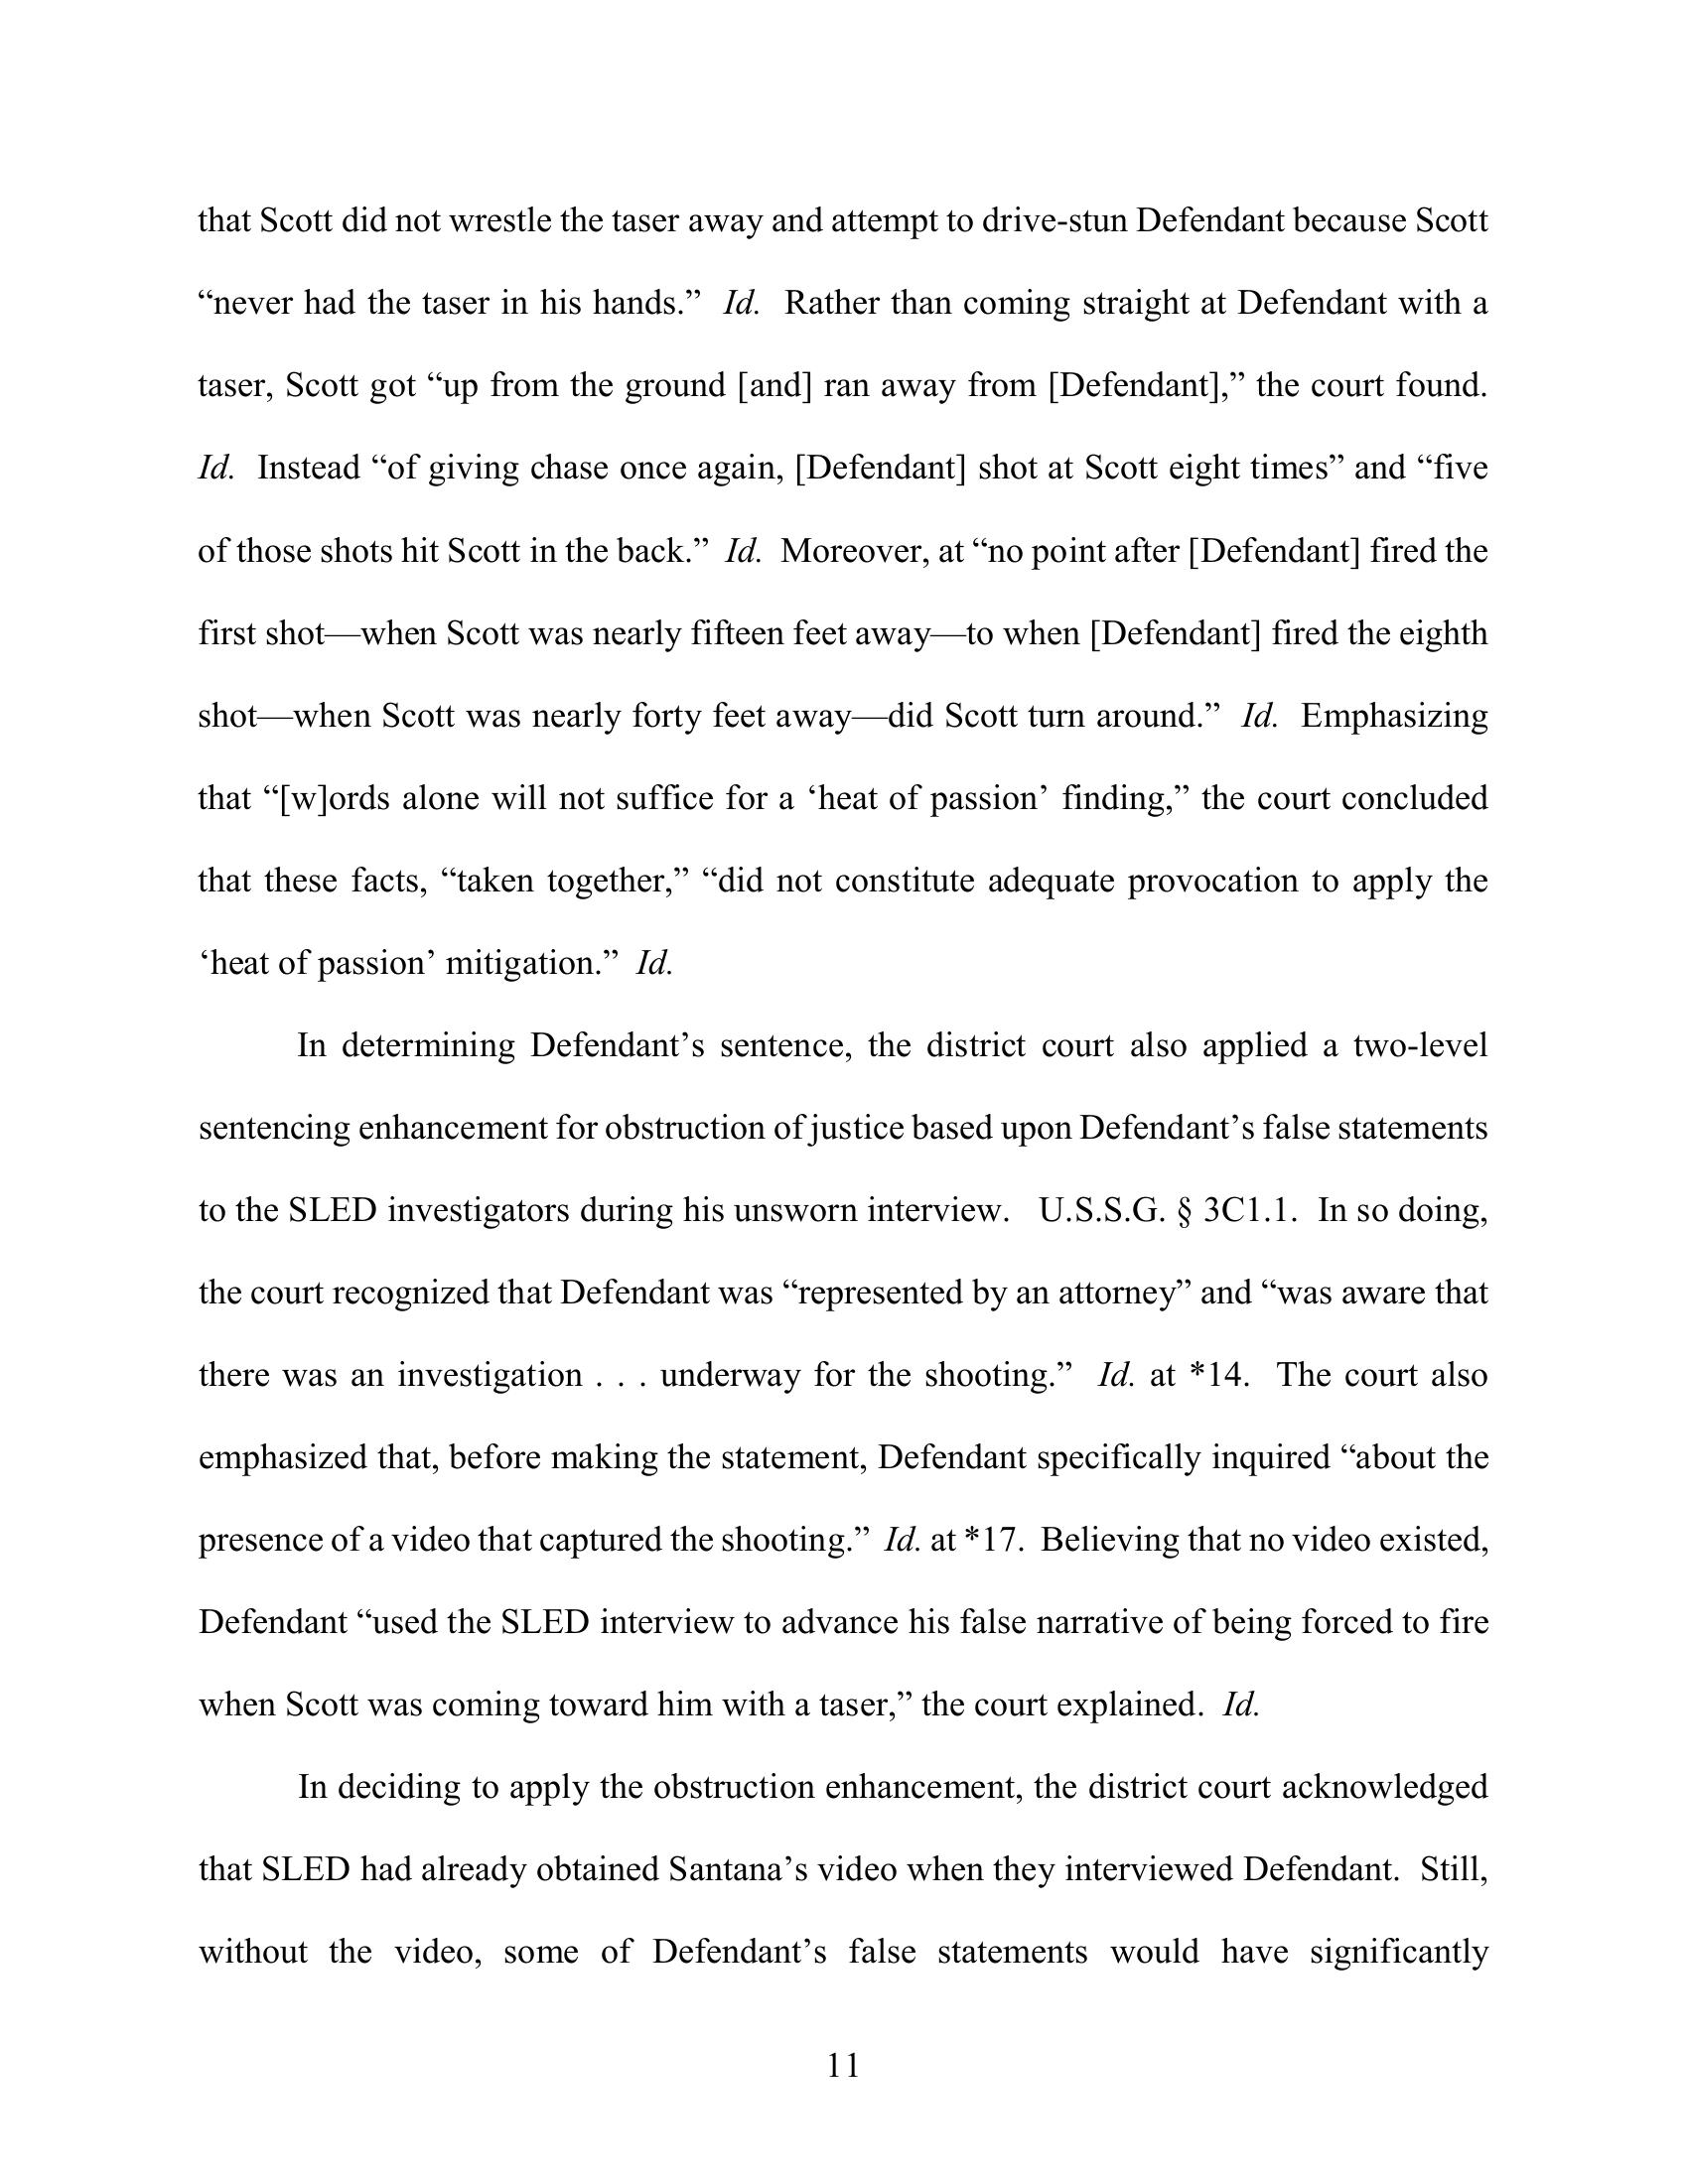 that Scott did not wrestle the taser away and attempt to drive-stun Defendant because Scott
“never had the taser in his hands.” Id. Rather than coming straight at Defendant with a
taser, Scott got “up from the ground [and] ran away from [Defendant],” the court found.
Id. Instead “of giving chase once again, [Defendant] shot at Scott eight times” and “five
of those shots hit Scott in the back.” Id. Moreover, at “no point after [Defendant] fired the
first shot—when Scott was nearly fifteen feet away—to when [Defendant] fired the eighth
shot—when Scott was nearly forty feet away—did Scott turn around.” Id. Emphasizing
that “[w]ords alone will not suffice for a ‘heat of passion’ finding,” the court concluded
that these facts, “taken together,” “did not constitute adequate provocation to apply the
‘heat of passion’ mitigation.” Id.
In determining Defendant’s sentence, the district court also applied a two-level
sentencing enhancement for obstruction of justice based upon Defendant’s false statements
to the SLED investigators during his unsworn interview. U.S.S.G. § 3C1.1. In so doing,
the court recognized that Defendant was “represented by an attorney” and “was aware that
there was an investigation . . . underway for the shooting.” Id. at *14. The court also
emphasized that, before making the statement, Defendant specifically inquired “about the
presence of a video that captured the shooting.” Id. at *17. Believing that no video existed,
Defendant “used the SLED interview to advance his false narrative of being forced to fire
when Scott was coming toward him with a taser,” the court explained. Id.
In deciding to apply the obstruction enhancement, the district court acknowledged
that SLED had already obtained Santana’s video when they interviewed Defendant. Still,
without the video, some of Defendant’s false statements would have significantly
11